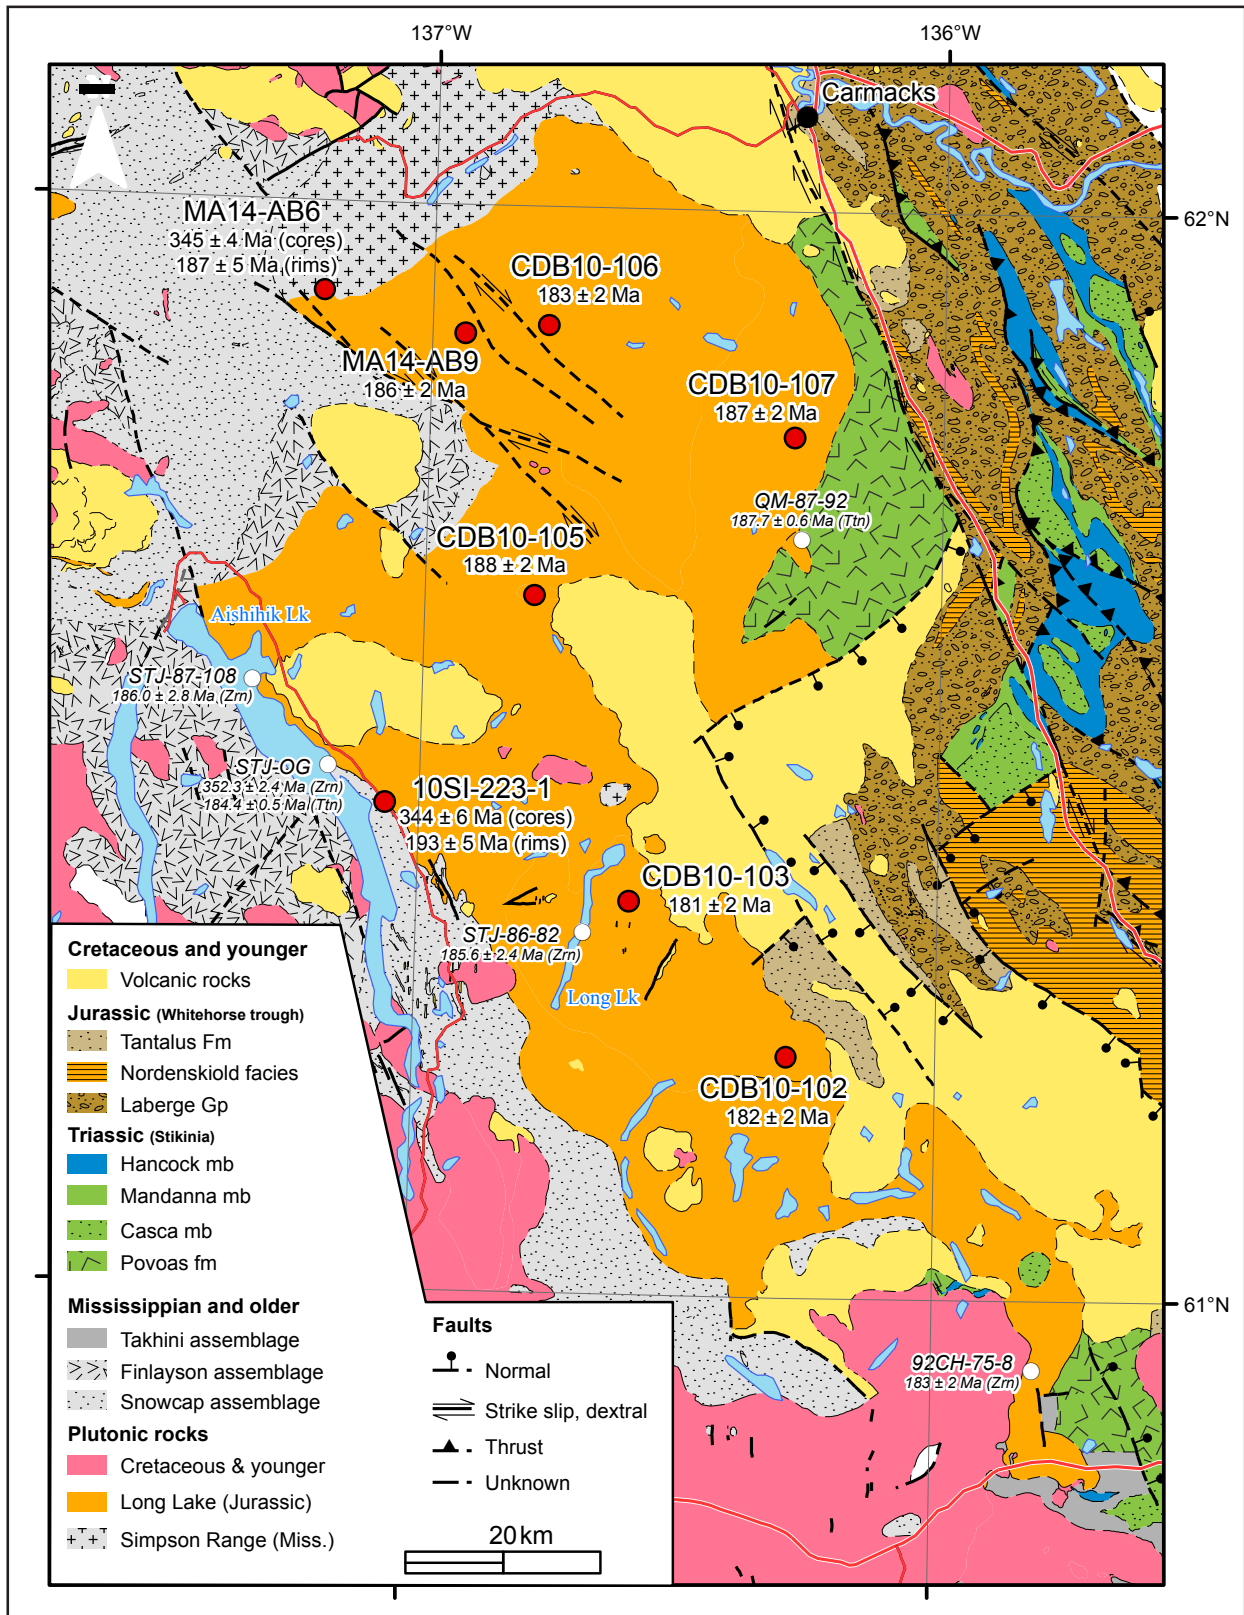 137°W
136°W
Carmacks
62°N
MA14-AB6
345 ± 4 Ma (cores)
187 ± 5 Ma (rims)
CDB10-106
183 ± 2 Ma
MA14-AB9
186 ± 2 Ma
CDB10-107
187 ± 2 Ma
QM-87-92
187.7 ± 0.6 Ma (Ttn)
CDB10-105
188 ± 2 Ma
Aishihik Lk
STJ-87-108
186.0 ± 2.8 Ma (Zrn)
STJ-OG
352.3 ± 2.4 Ma (Zrn)
184.4 ± 0.5 Ma (Ttn)
10SI-223-1
344 ± 6 Ma (cores)
193 ± 5 Ma (rims)
CDB10-103
181 ± 2 Ma
STJ-86-82
185.6 ± 2.4 Ma (Zrn)
Long Lk
CDB10-102
182 ± 2 Ma
61°N
92CH-75-8
183 ± 2 Ma (Zrn)
Cretaceous and younger
Volcanic rocks
Jurassic (Whitehorse trough)
Tantalus Fm
Nordenskiold facies
Laberge Gp
Triassic (Stikinia)
Hancock mb
Mandanna mb
Casca mb
Povoas fm
Mississippian and older
Takhini assemblage
Finlayson assemblage
Snowcap assemblage
Plutonic rocks
Cretaceous & younger
Long Lake (Jurassic)
Simpson Range (Miss.)
Faults
Normal
Strike slip, dextral
Thrust
Unknown
20 km